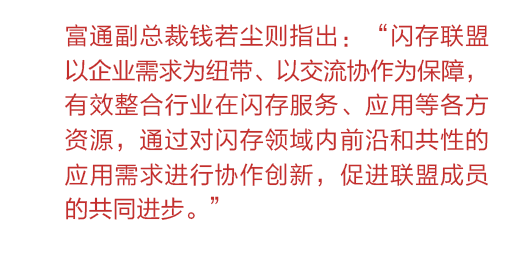 富通副总裁钱若尘则指出：“闪存联盟
以企业需求为纽带、以交流协作为保障，
有效整合行业在闪存服务、应用等各方
资源，通过对闪存领域内前沿和共性的
应用需求进行协作创新，促进联盟成员
的共同进步。”